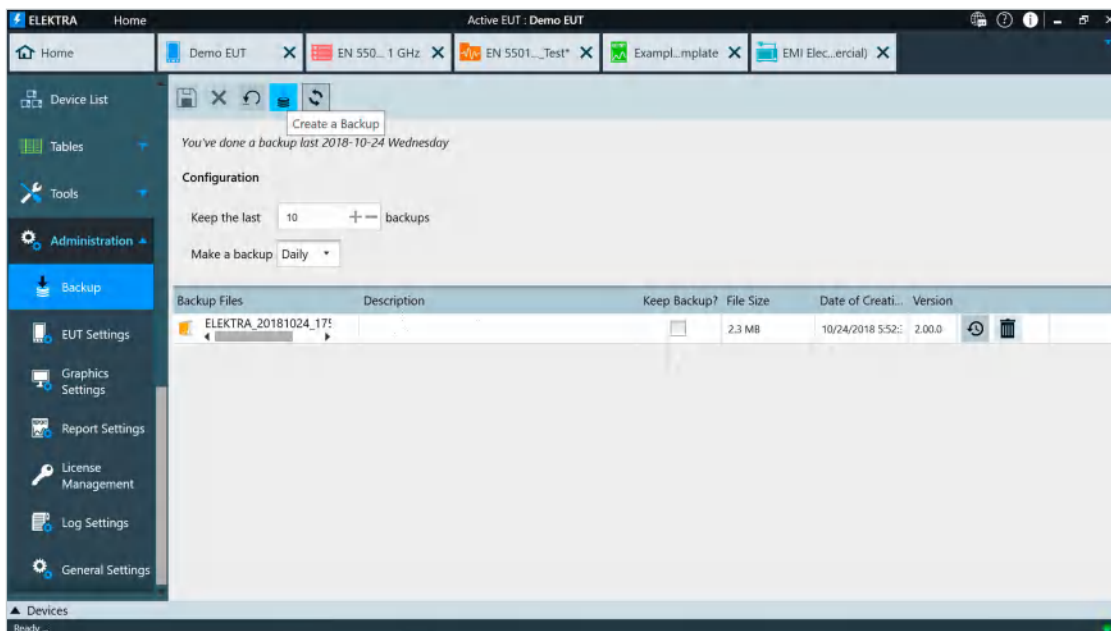 ELEKTRA Home Active EUT : Demo EUT
Home Demo EUT EN 550... 1 GHz EN 5501..._Test* Exampl...mplate EMI Elec...ercial)
Device List
Tables
Tools
Administration
Backup
EUT Settings
Graphics
Settings
Report Settings
License
Management
Log Settings
General Settings
Create a Backup
You've done a backup last 2018-10-24 Wednesday
Configuration
Keep the last 10 backups
Make a backup Daily
Backup Files Description Keep Backup? File Size Date of Creati... Version
ELEKTRA_20181024_175 2.3 MB 10/24/2018 5:52: 2.00.0
Devices
Ready...